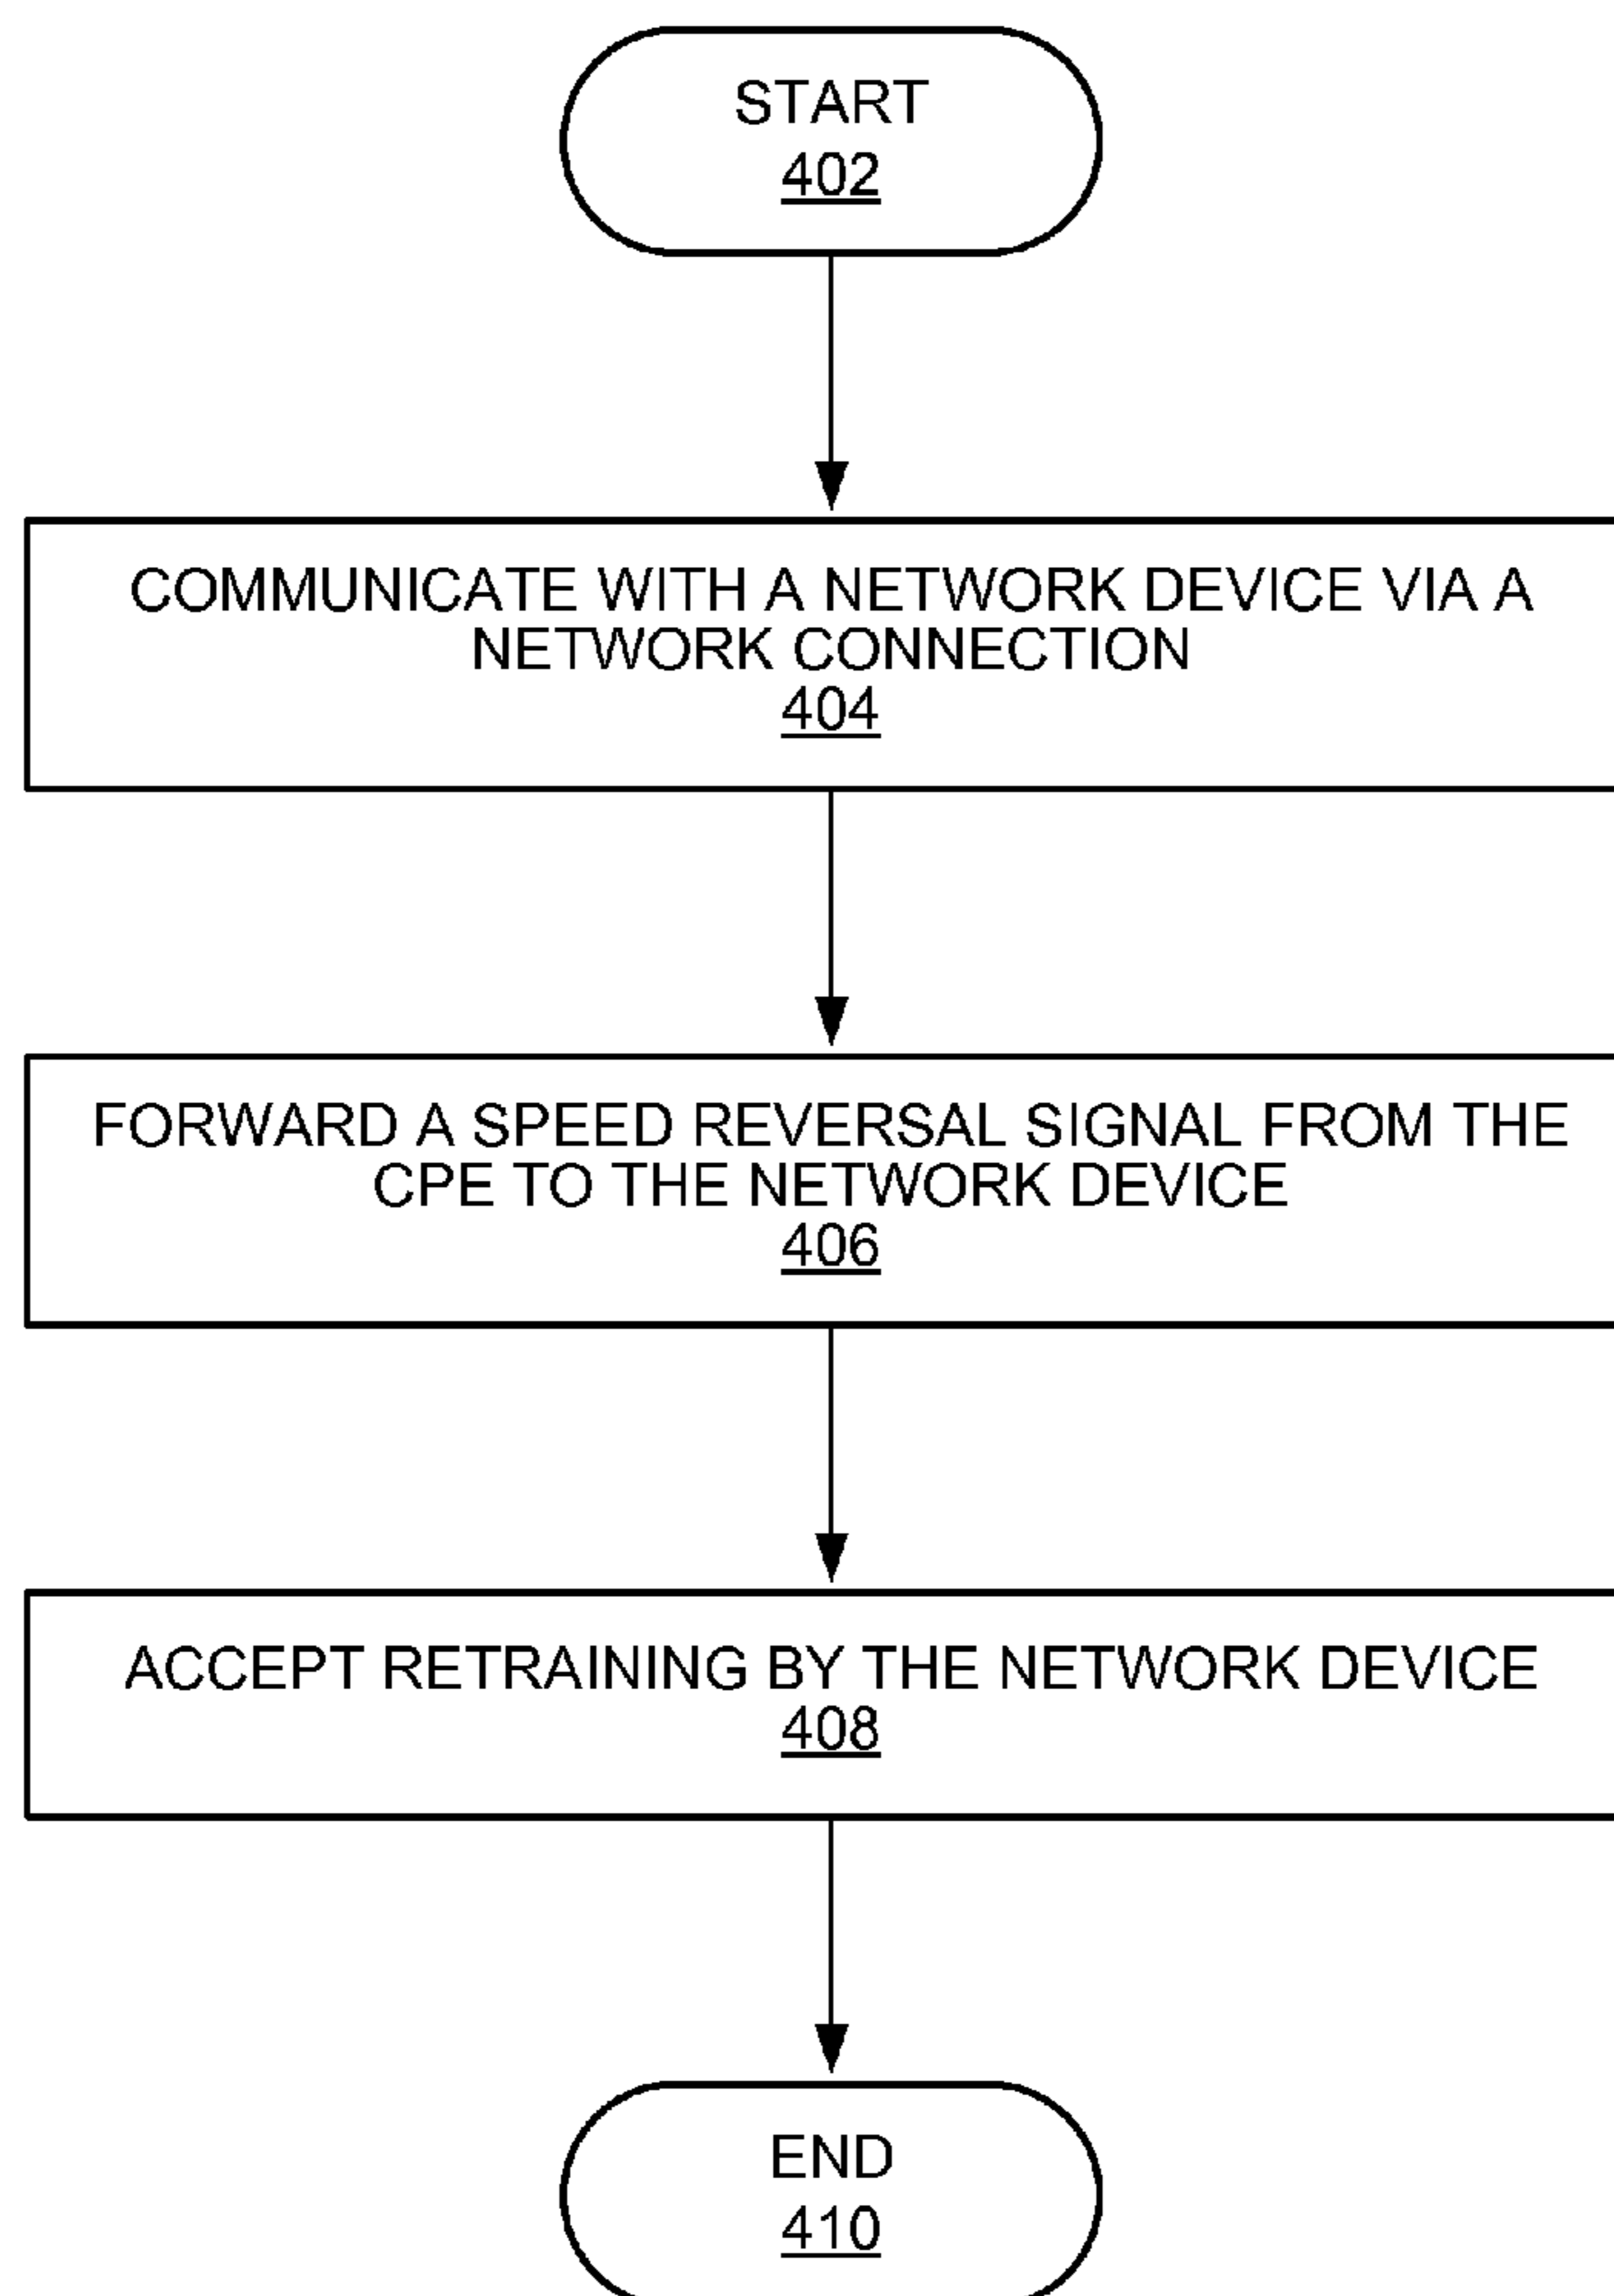 START
402
COMMUNICATE WITH A NETWORK DEVICE VIA A
NETWORK CONNECTION
404
FORWARD A SPEED REVERSAL SIGNAL FROM THE
CPE TO THE NETWORK DEVICE
406
ACCEPT RETRAINING BY THE NETWORK DEVICE
408
END
410